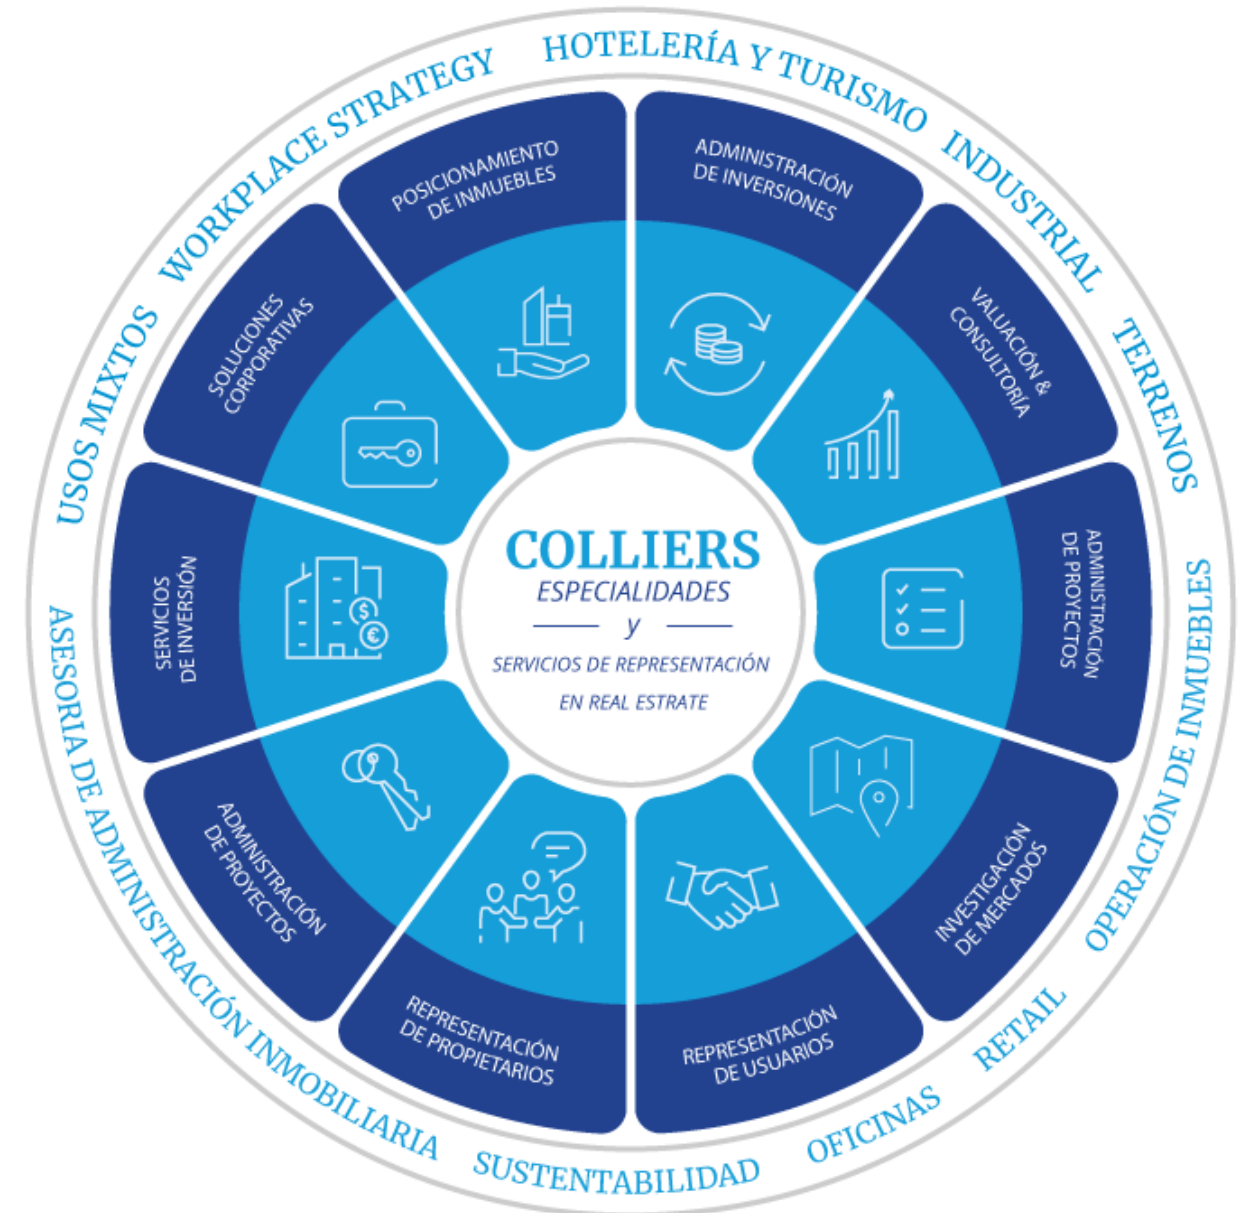 HOTELERÍA Y TURISMO
INDUSTRIAL
TERRENOS
OPERACIÓN DE INMUEBLES
RETAIL
OFICINAS
SUSTENTABILIDAD
ASESORIA DE ADMINISTRACIÓN INMOBILIARIA
USOS MIXTOS
WORKPLACE STRATEGY
ADMINISTRACIÓN
DE INVERSIONES
VALUACIÓN &
CONSULTORÍA
ADMINISTRACIÓN
DE PROYECTOS
INVESTIGACIÓN
DE MERCADOS
REPRESENTACIÓN
DE USUARIOS
REPRESENTACIÓN
DE PROPIETARIOS
ADMINISTRACIÓN
DE PROYECTOS
SERVICIOS
DE INVERSIÓN
$
€
SOLUCIONES
CORPORATIVAS
POSICIONAMIENTO
DE INMUEBLES
COLLIERS
ESPECIALIDADES
y
SERVICIOS DE REPRESENTACIÓN
EN REAL ESTRATE